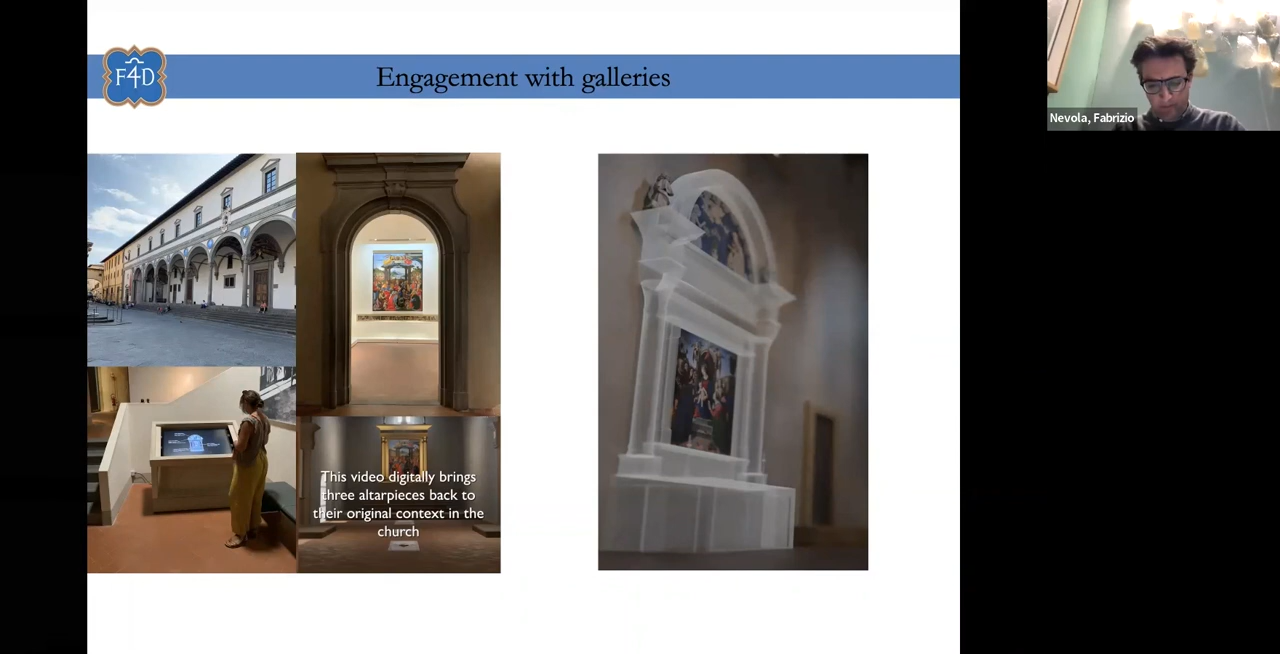 F4D
Engagement with galleries
Nevola, Fabrizio
This video digitally brings
three altarpieces back to
their original context in the
church